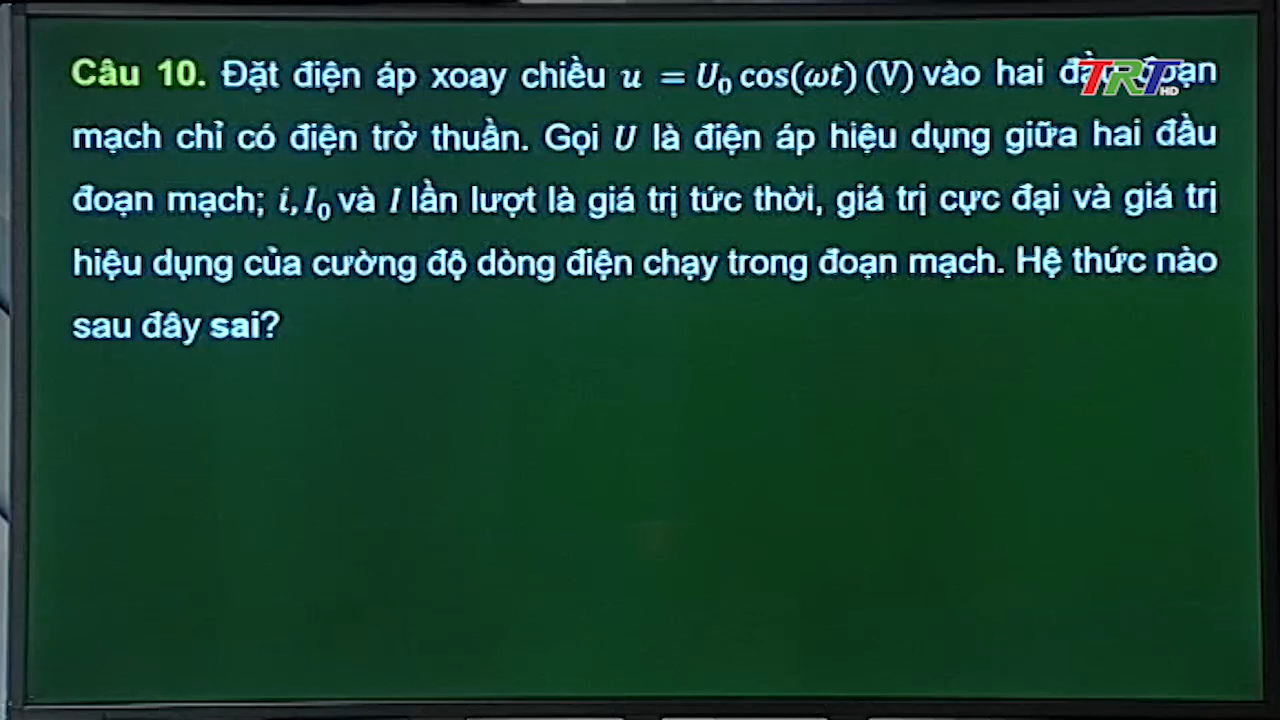 Câu 10. Đặt điện áp xoay chiều u = U₀ cos(ωt) (V) vào hai
mạch chỉ có điện trở thuần. Gọi U là điện áp hiệu dụng giữa hai đầu
đoạn mạch; i, I₀ và I lần lượt là giá trị tức thời, giá trị cực đại và giá trị
hiệu dụng của cường độ dòng điện chạy trong đoạn mạch. Hệ thức nào
sau đây sai?
TRT
HD